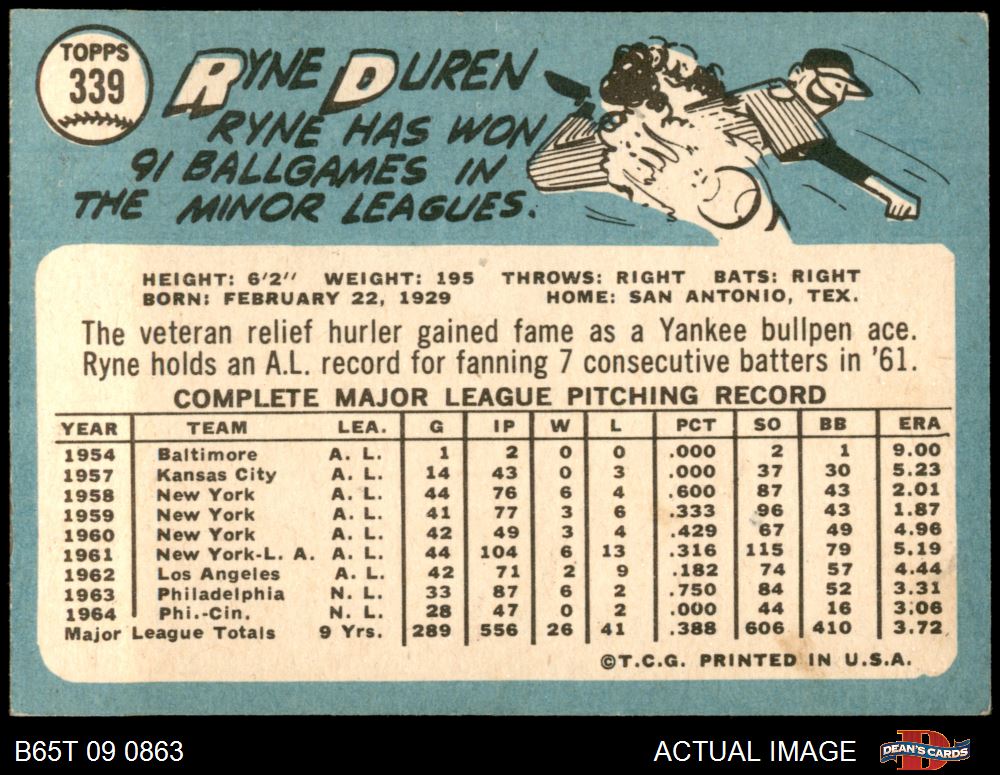 TOPPS
339
RYNE DUREN
RYNE HAS WON
91 BALLGAMES IN
THE MINOR LEAGUES.
HEIGHT: 6'2" WEIGHT: 195 THROWS: RIGHT BATS: RIGHT
BORN: FEBRUARY 22, 1929 HOME: SAN ANTONIO, TEX.
The veteran relief hurler gained fame as a Yankee bullpen ace.
Ryne holds an A.L. record for fanning 7 consecutive batters in '61.
COMPLETE MAJOR LEAGUE PITCHING RECORD
YEAR TEAM LEA. G IP W L PCT SO BB ERA
1954 Baltimore A. L. 1 2 0 0 .000 2 1 9.00
1957 Kansas City A. L. 14 43 0 3 .000 37 30 5.23
1958 New York A. L. 44 76 6 4 .600 87 43 2.01
1959 New York A. L. 41 77 3 6 .333 96 43 1.87
1960 New York A. L. 42 49 3 4 .429 67 49 4.96
1961 New York-L. A. A. L. 44 104 6 13 .316 115 79 5.19
1962 Los Angeles A. L. 42 71 2 9 .182 74 57 4.44
1963 Philadelphia N. L. 33 87 6 2 .750 84 52 3.31
1964 Phi.-Cin. N. L. 28 47 0 2 .000 44 16 3.06
Major League Totals 9 Yrs. 289 556 26 41 .388 606 410 3.72
©T.C.G. PRINTED IN U.S.A.
B65T 09 0863 ACTUAL IMAGE DEAN'S CARDS